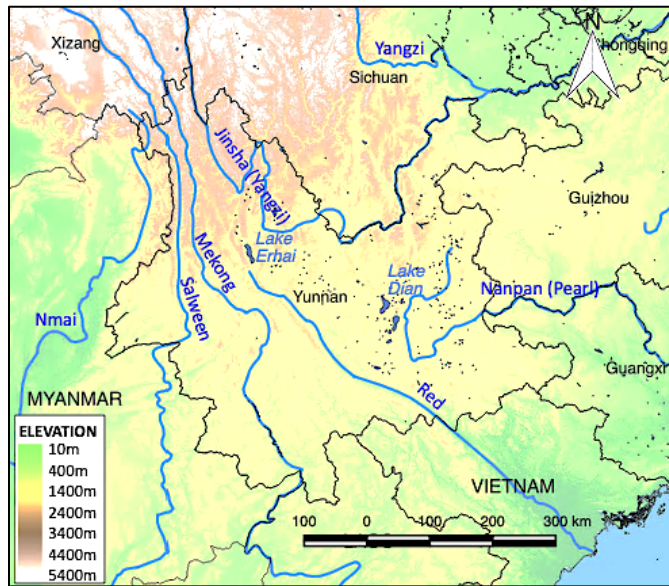 Xizang
Yangzi
N
Sichuan
Jinsha (Yangzi)
Guizhou
Lake
Erhai
Mekong
Lake
Dian
Salween
Yunnan
Nanpan (Pearl)
Nmai
Guangxi
Red
MYANMAR
ELEVATION
10m
400m
1400m
2400m
3400m
4400m
5400m
VIETNAM
100 0 100 200 300 km